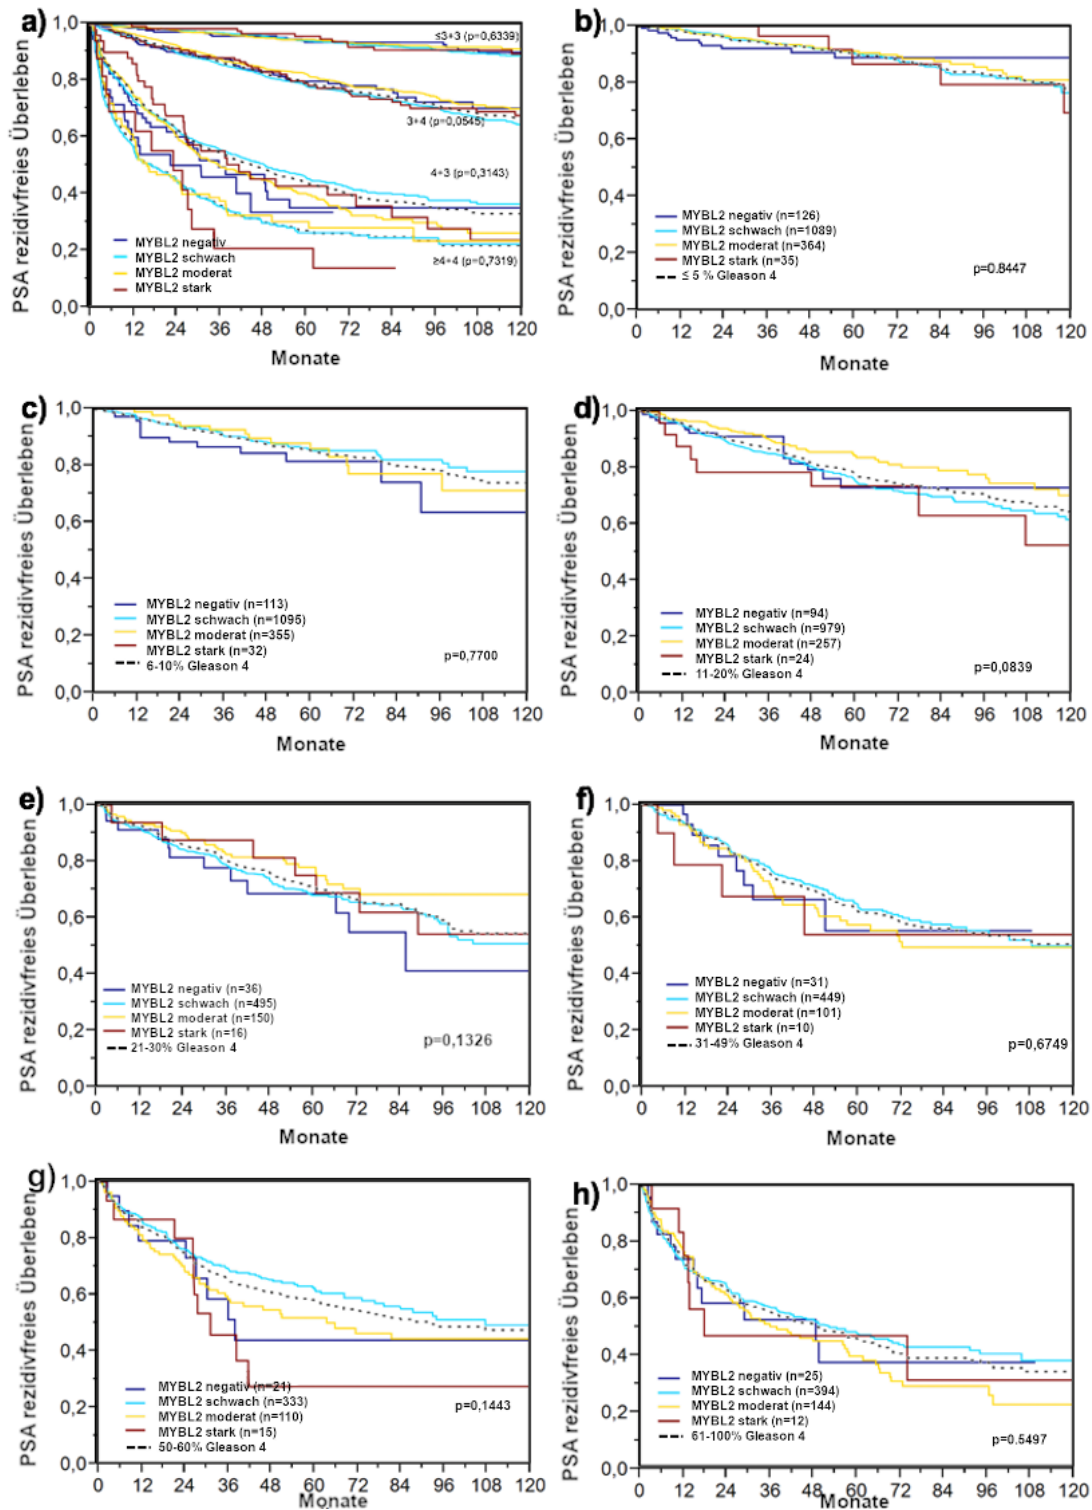 a)
PSA rezidivfreies Überleben
1,0
0,8
0,6
0,4
0,2
0,0
≤3+3 (p=0,6339)
3+4 (p=0,0545)
4+3 (p=0,3143)
≥4+4 (p=0,7319)
MYBL2 negativ
MYBL2 schwach
MYBL2 moderat
MYBL2 stark
0 12 24 36 48 60 72 84 96 108 120
Monate
b)
PSA rezidivfreies Überleben
1,0
0,8
0,6
0,4
0,2
0,0
MYBL2 negativ (n=126)
MYBL2 schwach (n=1089)
MYBL2 moderat (n=364)
MYBL2 stark (n=35)
≤ 5 % Gleason 4
p=0.8447
0 12 24 36 48 60 72 84 96 108 120
Monate
c)
PSA rezidivfreies Überleben
1,0
0,8
0,6
0,4
0,2
0,0
MYBL2 negativ (n=113)
MYBL2 schwach (n=1095)
MYBL2 moderat (n=355)
MYBL2 stark (n=32)
6-10% Gleason 4
p=0,7700
0 12 24 36 48 60 72 84 96 108 120
Monate
d)
PSA rezidivfreies Überleben
1,0
0,8
0,6
0,4
0,2
0,0
MYBL2 negativ (n=94)
MYBL2 schwach (n=979)
MYBL2 moderat (n=257)
MYBL2 stark (n=24)
11-20% Gleason 4
p=0,0839
0 12 24 36 48 60 72 84 96 108 120
Monate
e)
PSA rezidivfreies Überleben
1,0
0,8
0,6
0,4
0,2
0,0
MYBL2 negativ (n=36)
MYBL2 schwach (n=495)
MYBL2 moderat (n=150)
MYBL2 stark (n=16)
21-30% Gleason 4
p=0,1326
0 12 24 36 48 60 72 84 96 108 120
Monate
f)
PSA rezidivfreies Überleben
1,0
0,8
0,6
0,4
0,2
0,0
MYBL2 negativ (n=31)
MYBL2 schwach (n=449)
MYBL2 moderat (n=101)
MYBL2 stark (n=10)
31-49% Gleason 4
p=0,6749
0 12 24 36 48 60 72 84 96 108 120
Monate
g)
PSA rezidivfreies Überleben
1,0
0,8
0,6
0,4
0,2
0,0
MYBL2 negativ (n=21)
MYBL2 schwach (n=333)
MYBL2 moderat (n=110)
MYBL2 stark (n=15)
50-60% Gleason 4
p=0,1443
0 12 24 36 48 60 72 84 96 108 120
Monate
h)
PSA rezidivfreies Überleben
1,0
0,8
0,6
0,4
0,2
0,0
MYBL2 negativ (n=25)
MYBL2 schwach (n=394)
MYBL2 moderat (n=144)
MYBL2 stark (n=12)
61-100% Gleason 4
p=0.5497
0 12 24 36 48 60 72 84 96 108 120
Monate